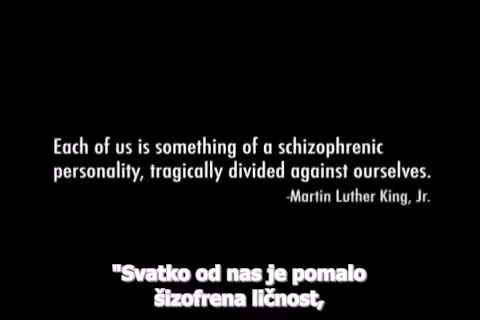 Each of us is something of a schizophrenic
personality, tragically divided against ourselves.
-Martin Luther King, Jr.
"Svatko od nas je pomalo
šizofrena ličnost,